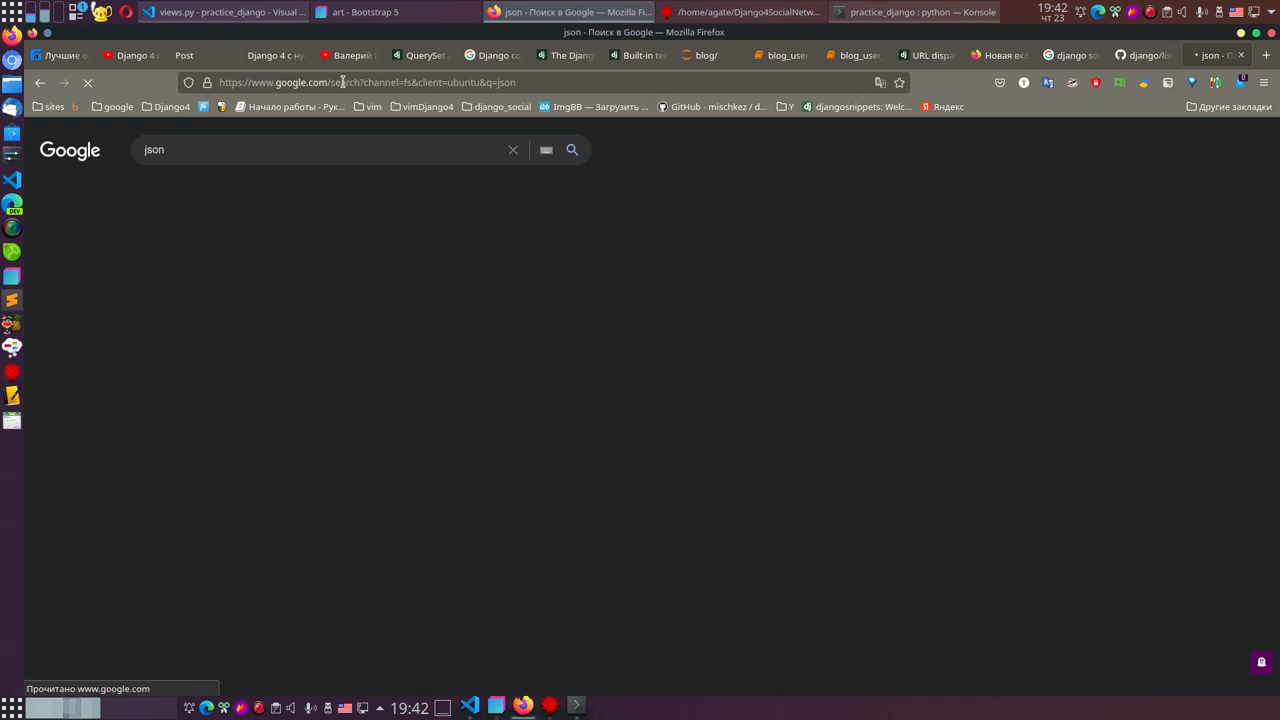 views.py - practice_django - Visual ...
art - Bootstrap 5
json - Поиск в Google — Mozilla Fi...
/home/agate/Django4SocialNetw...
practice_django : python — Konsole
19:42
чт 23
json - Поиск в Google — Mozilla Firefox
Лучшие о
Django 4 г
Post
Django 4 с ну
Валерий
QuerySet
Django со
The Djan
Built-in te
blog/
blog_user
blog_user
URL dispa
Новая вкл
django so
django/lis
json - П
https://www.google.com/search?channel=fs&client=ubuntu&q=json
sites
google
Django4
Начало работы - Рук...
vim
vimDjango4
django_social
ImgBB — Загрузить ...
GitHub - mischkez / d...
Y
djangosnippets: Welc...
Яндекс
Другие закладки
Google
json
DEV
Прочитано www.google.com
19:42